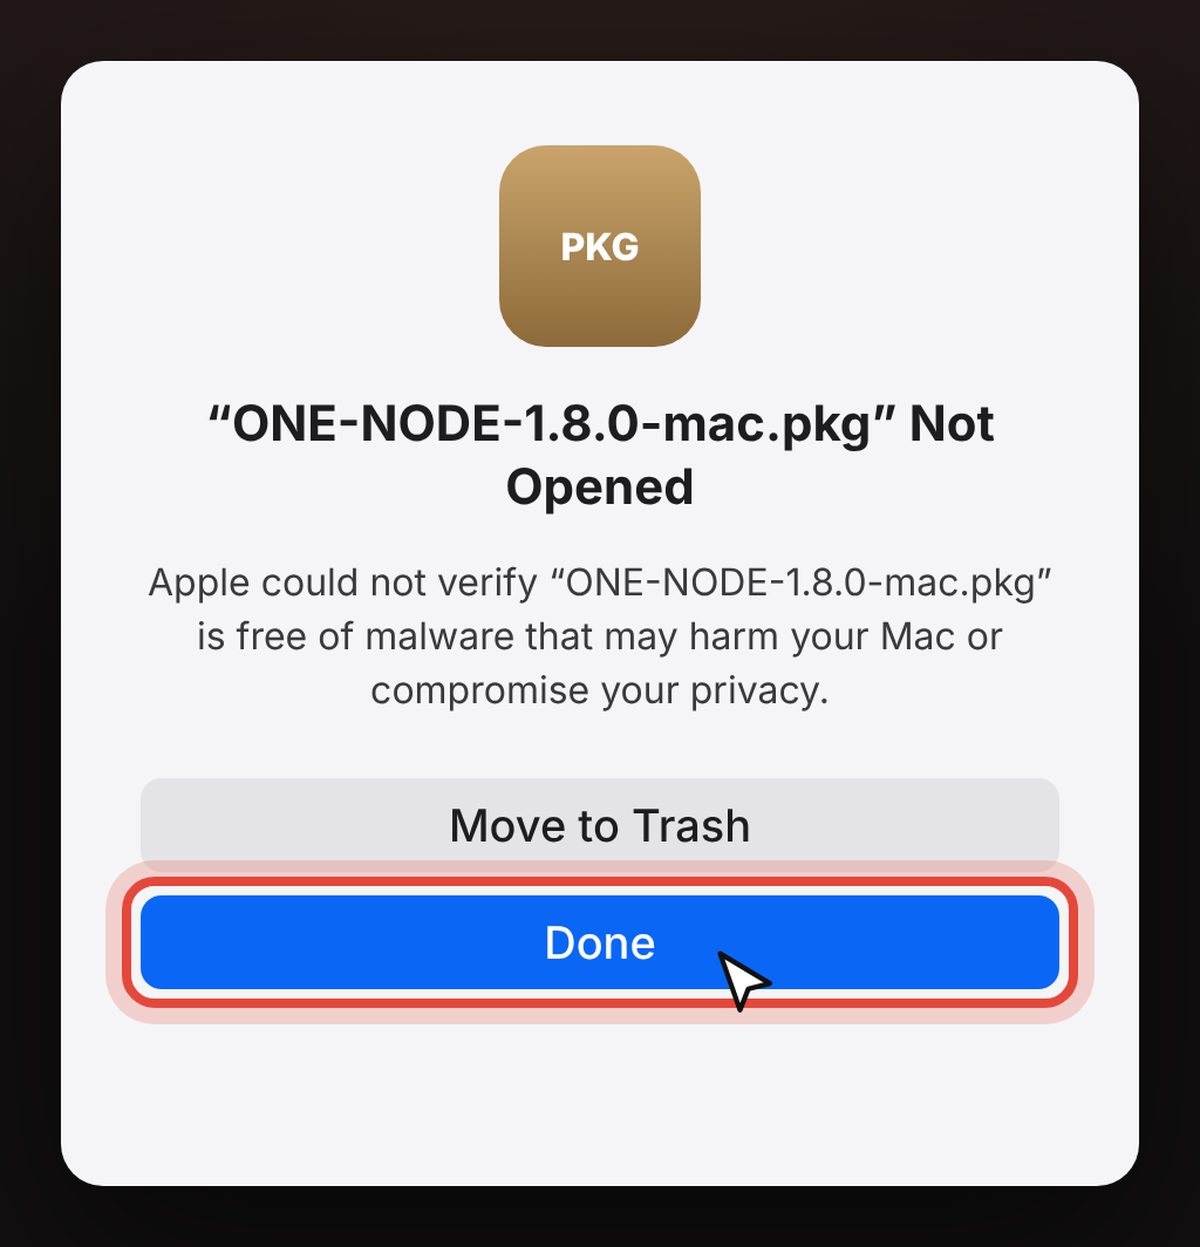 PKG
“ONE-NODE-1.8.0-mac.pkg” Not
Opened
Apple could not verify “ONE-NODE-1.8.0-mac.pkg”
is free of malware that may harm your Mac or
compromise your privacy.
Move to Trash
Done